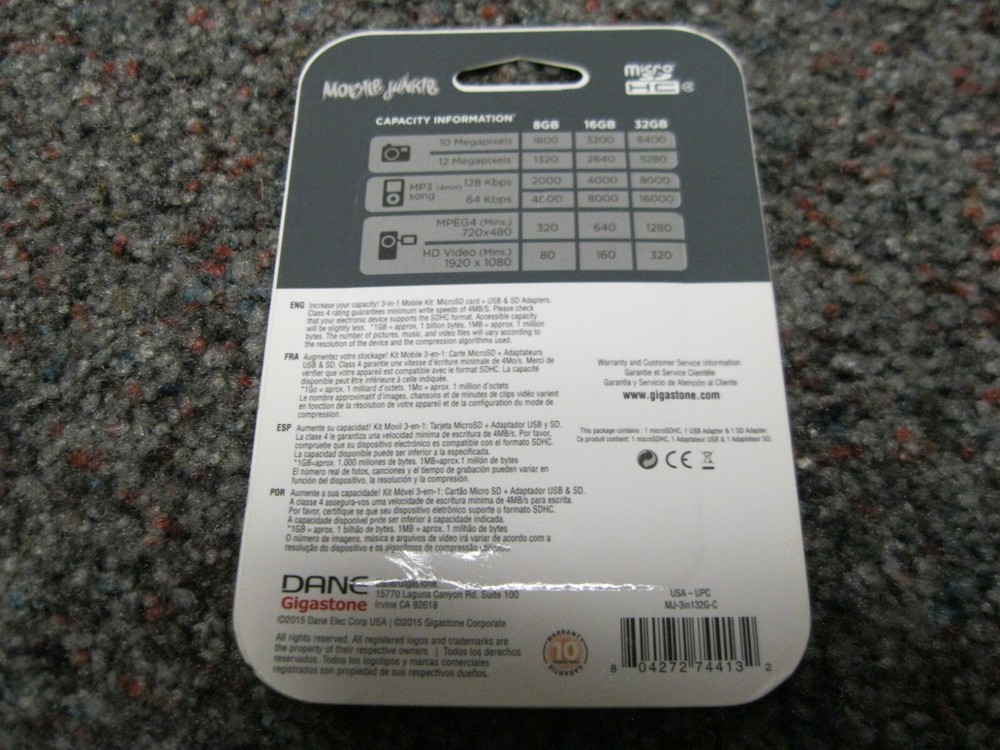 MOBILE JUNKIE
micro
SD
HC
CAPACITY INFORMATION* 8GB 16GB 32GB
10 Megapixels 1600 3200 6400
12 Megapixels 1320 2640 5280
MP3 (4min) 128 Kbps 2000 4000 8000
song 64 Kbps 4000 8000 16000
MPEG4 (Mins.)
720x480 320 640 1280
HD Video (Mins.)
1920 x 1080 80 160 320
ENG Increase your capacity! 3-in-1 Mobile Kit: MicroSD card + USB & SD Adapters.
Class 4 rating guarantees minimum write speeds of 4MB/S. Please check
that your electronic device supports the SDHC format. Accessible capacity
will be slightly less. *1GB = approx. 1 billion bytes. 1MB = approx. 1 million
bytes. The number of pictures, music, and video files will vary according to
the resolution of the device and the compression algorithms used.
FRA Augmentez votre stockage! Kit Mobile 3-en-1: Carte MicroSD + Adaptateurs
USB & SD. Class 4 garantie une vitesse d'écriture minimale de 4Mo/s. Merci de
vérifier que votre appareil est compatible avec le format SDHC. La capacité
disponible peut être inférieure à celle indiquée.
*1Go = aprox. 1 milliard d'octets. 1Mo = aprox. 1 million d'octets
Le nombre approximatif d'images, chansons et de minutes de clips vidéo varient
en fonction de la résolution de votre appareil et de la configuration du mode de
compression.
ESP Aumente su capacidad! Kit Movil 3-en-1: Tarjeta MicroSD + Adaptador USB y SD.
La clase 4 le garantiza una velocidad mínima de escritura de 4MB/s. Por favor,
compruebe que su dispositivo electrónico es compatible con el formato SDHC.
La capacidad disponible puede ser inferior a la especificada.
*1GB=aprox. 1.000 miliones de bytes. 1MB=aprox.1 millón de bytes
El número real de fotos, canciones y el tiempo de grabación pueden variar en
función del dispositivo, la resolución y la compresión.
POR Aumente a sua capacidad! Kit Móvel 3-em-1: Cartão Micro SD + Adaptador USB & SD.
A classe 4 assegura-vos uma velocidade de escritura mínima de 4MB/s para escrita.
Por favor, certifique se que seu dispositivo eletrônico suporte o formato SDHC.
A capacidade disponível pode ser inferior à capacidade indicada.
*1GB = aprox. 1 bilhão de bytes. 1MB = aprox. 1 milhão de bytes
O número de imagens, música e arquivos de vídeo irá variar de acordo com a
resolução do dispositivo e os algoritmos de compressão
Warranty and Customer Service Information
Garantie et Service Clientèle
Garantía y Servicio de Atención al Cliente
www.gigastone.com
This package contains : 1 microSDHC, 1 USB Adapter & 1 SD Adapter.
Ce produit contient: 1 microSDHC, 1 Adaptateur USB & 1 Adaptateur SD.
CE
DANE
Gigastone
Dane/Gigastone
15770 Laguna Canyon Rd. Suite 100
Irvine CA 92618
©2015 Dane Elec Corp USA | ©2015 Gigastone Corporate
All rights reserved. All registered logos and trademarks are
the property of their respective owners. | Todos los derechos
reservados. Todos los logotipos y marcas comerciales
registrados son propiedad de sus respectivos dueños.
WARRANTY
10
GARANTIE
USA – UPC
MJ-3in132G-C
8 04272 74413 2